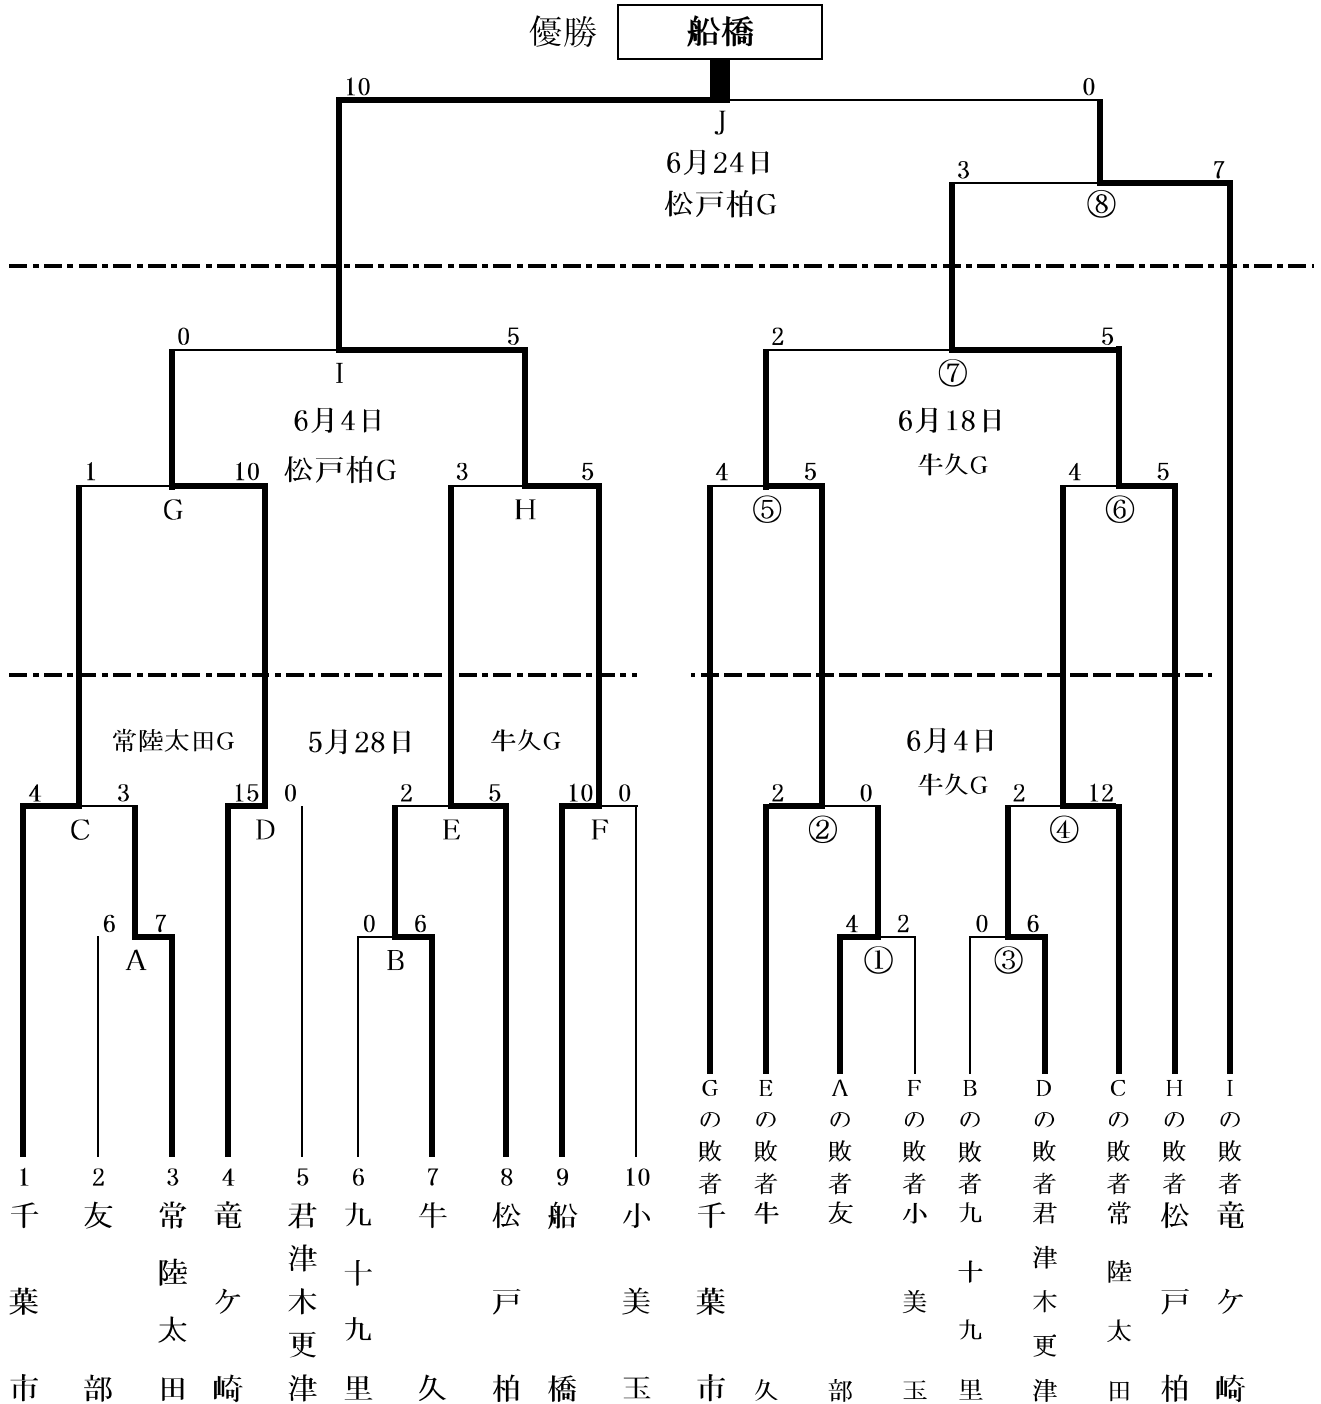 優勝 船橋
10 0
J
6月24日
松戸柏G
3 7
⑧
0 5
I
6月4日
松戸柏G
2 5
⑦
6月18日
牛久G
1 10
G
3 5
H
4 5
⑤
4 5
⑥
常陸太田G 5月28日 牛久G
6月4日
牛久G
4 3
C
15 0
D
2 5
E
10 0
F
2 0
②
2 12
④
6 7
A
0 6
B
4 2
①
0 6
③
1 千葉市
2 友部
3 常陸太田
4 竜ケ崎
5 君津木更津
6 九十九里
7 牛久
8 松戸柏
9 船橋
10 小美玉
Gの敗者 千葉市
Eの敗者 牛久
Aの敗者 友部
Fの敗者 小美玉
Bの敗者 九十九里
Dの敗者 君津木更津
Cの敗者 常陸太田
Hの敗者 松戸柏
Iの敗者 竜ケ崎